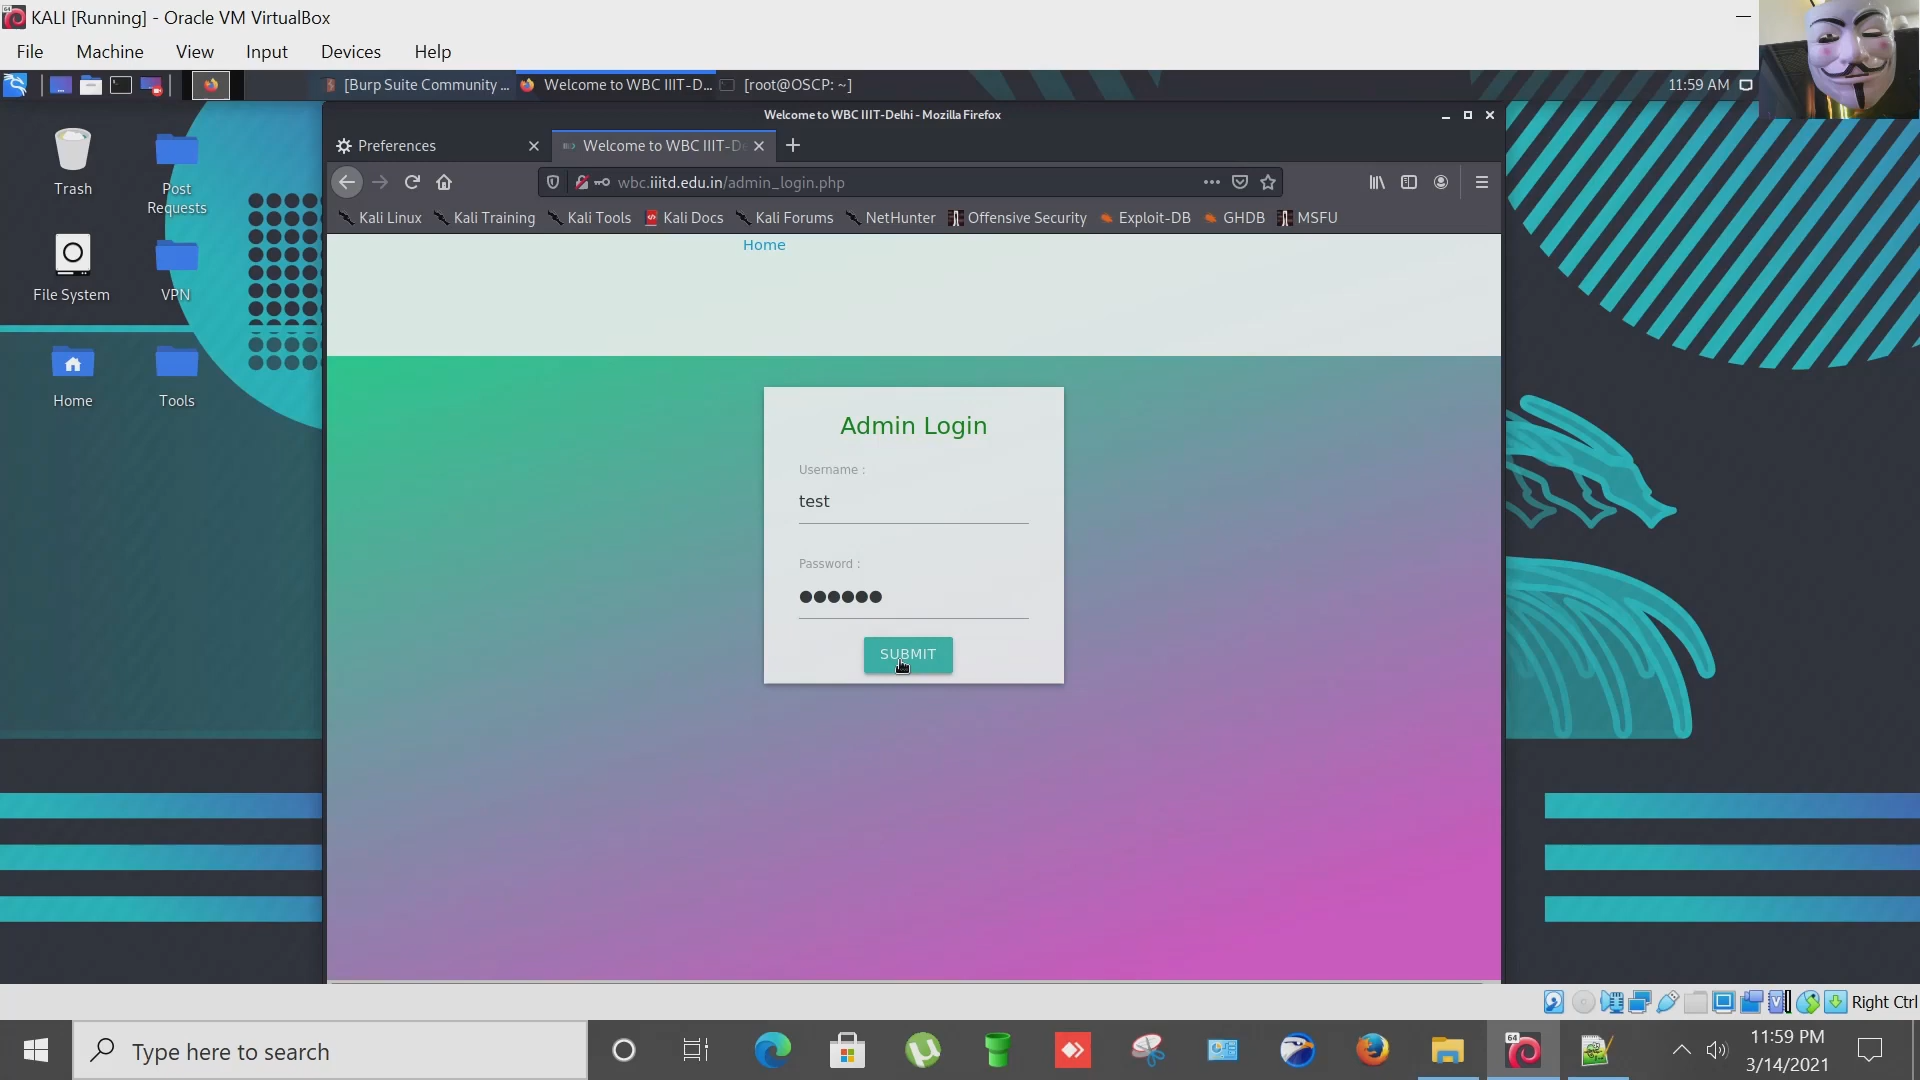 KALI [Running] - Oracle VM VirtualBox
File Machine View Input Devices Help
[Burp Suite Community ... Welcome to WBC IIIT-D... [root@OSCP: ~] 11:59 AM
Welcome to WBC IIIT-Delhi - Mozilla Firefox
Preferences Welcome to WBC IIIT-De
wbc.iiitd.edu.in/admin_login.php
Kali Linux Kali Training Kali Tools Kali Docs Kali Forums NetHunter Offensive Security Exploit-DB GHDB MSFU
Home
Trash
Post Requests
File System
VPN
Home
Tools
Admin Login
Username :
test
Password :
SUBMIT
Right Ctrl
Type here to search
64
11:59 PM
3/14/2021